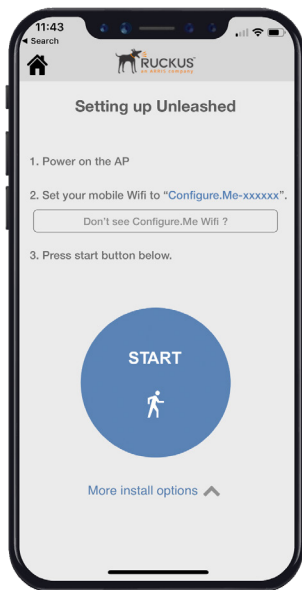 11:43
Search
RUCKUS
an ARRIS company
Setting up Unleashed
1. Power on the AP
2. Set your mobile Wifi to “Configure.Me-xxxxxx”.
Don't see Configure.Me Wifi ?
3. Press start button below.
START
More install options